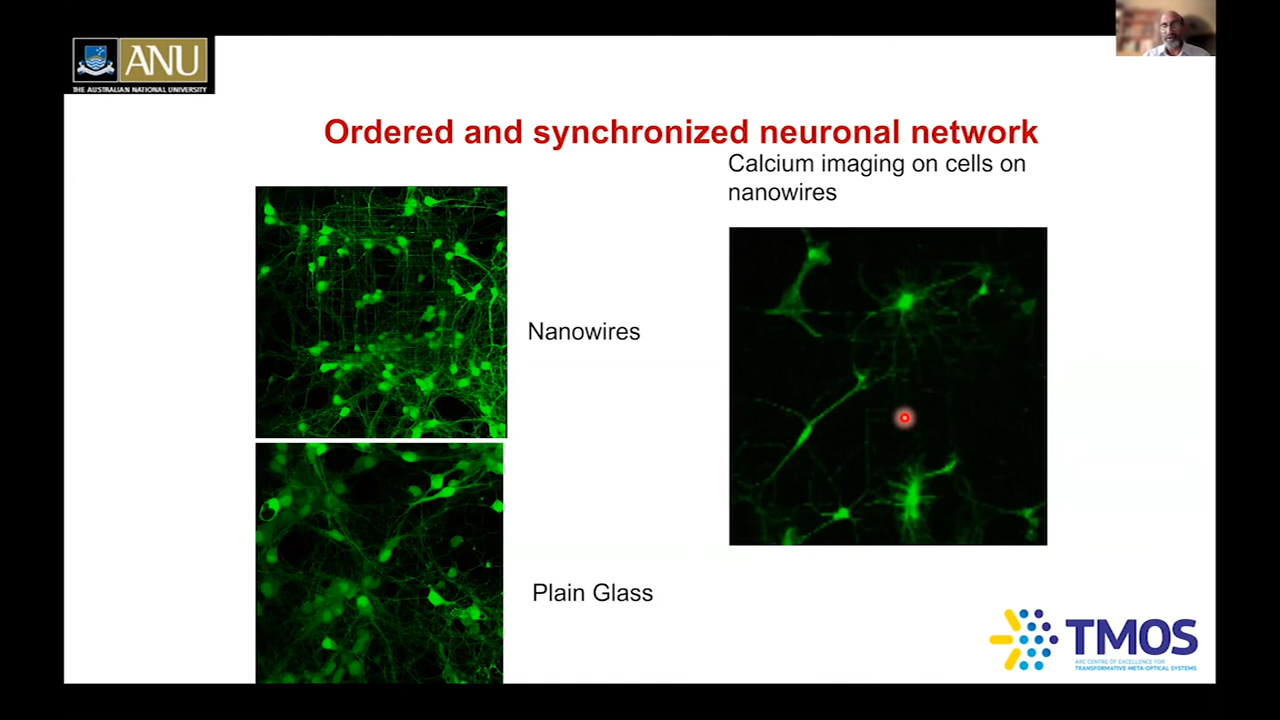 ANU
THE AUSTRALIAN NATIONAL UNIVERSITY
Ordered and synchronized neuronal network
Calcium imaging on cells on
nanowires
Nanowires
Plain Glass
TMOS
ARC CENTRE OF EXCELLENCE FOR
TRANSFORMATIVE META-OPTICAL SYSTEMS